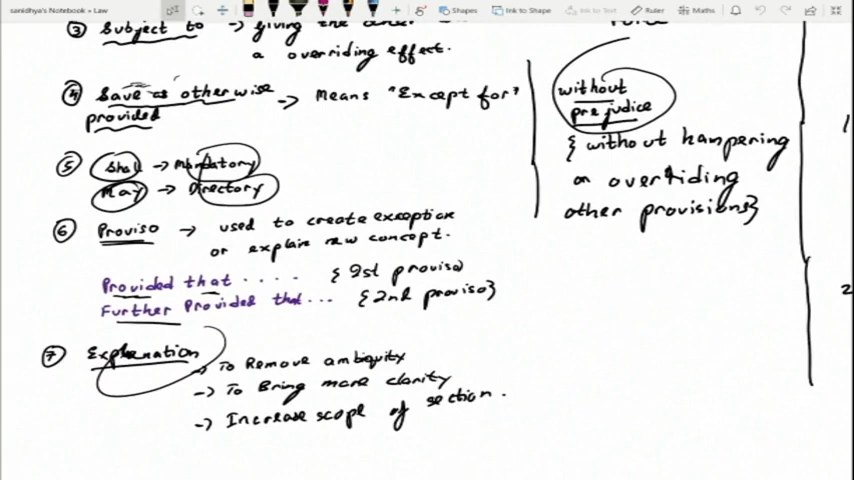 sanidhya's Notebook » Law
Shapes
Ink to Shape
Ink to Text
Ruler
Maths
③ Subject to -> giving the
a overriding effect.
④ Save as otherwise -> Means "Except for"
provided
⑤ Shall -> Mandatory
May -> Directory
⑥ Proviso -> used to create exception
or explain new concept.
Provided that .... {1st proviso}
Further Provided that... {2nd proviso}
⑦ Explanation
-> To Remove ambiquity
-> To Bring more clarity
-> Increase scope of section.
without
prejudice
{ without hampering
or overriding
other provisions}
1
2